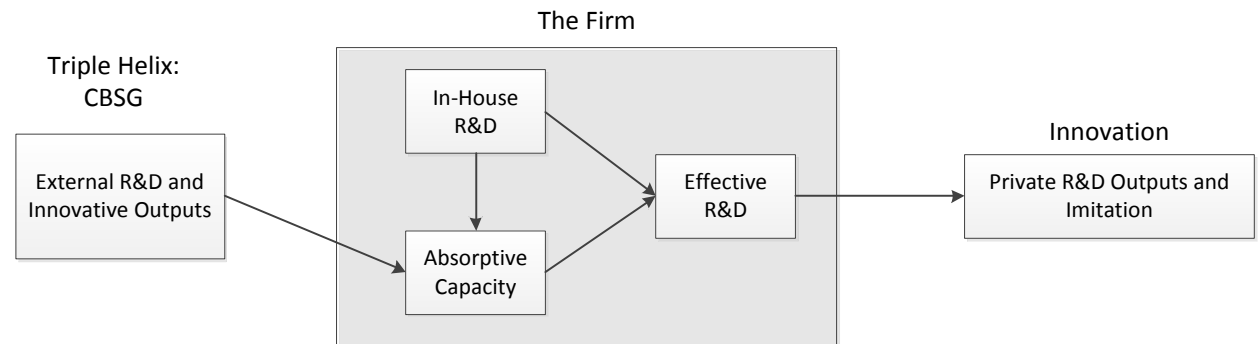 The Firm
Triple Helix:
CBSG
External R&D and
Innovative Outputs
In-House
R&D
Absorptive
Capacity
Effective
R&D
Innovation
Private R&D Outputs and
Imitation